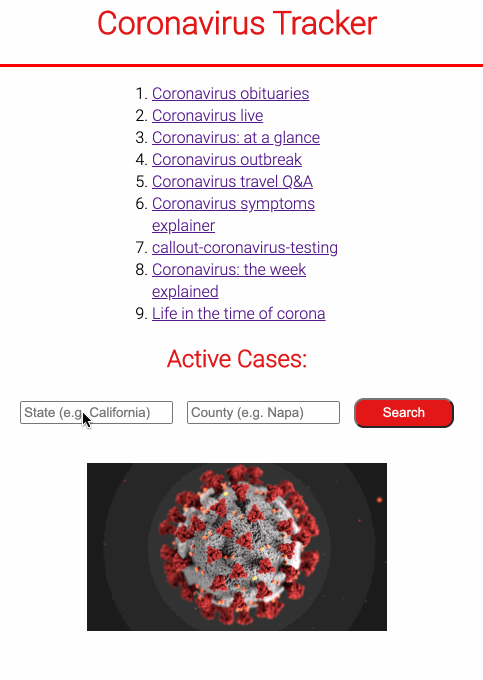 Coronavirus Tracker
1. Coronavirus obituaries
2. Coronavirus live
3. Coronavirus: at a glance
4. Coronavirus outbreak
5. Coronavirus travel Q&A
6. Coronavirus symptoms
explainer
7. callout-coronavirus-testing
8. Coronavirus: the week
explained
9. Life in the time of corona
Active Cases:
State (e.g. California) County (e.g. Napa) Search